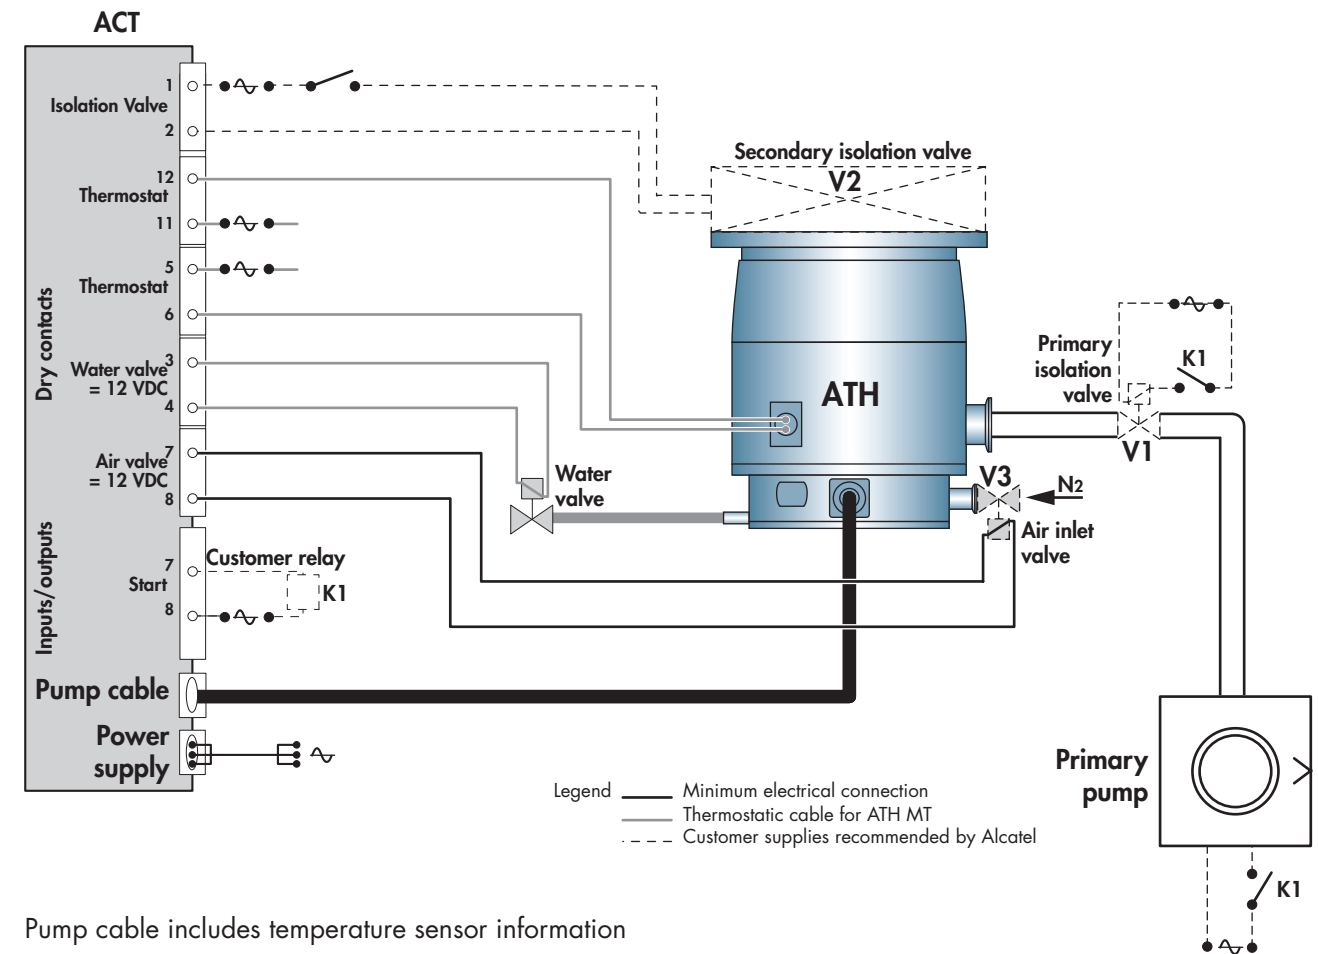 ACT
1
Isolation Valve
2
12
Thermostat
11
5
Thermostat
6
Dry contacts
3
Water valve
= 12 VDC
4
7
Air valve
= 12 VDC
8
Inputs/outputs
7
Start
8
Customer relay
K1
Pump cable
Power
supply
Secondary isolation valve
V2
ATH
Water
valve
Primary
isolation
valve
K1
V1
V3
N2
Air inlet
valve
Primary
pump
K1
Legend
Minimum electrical connection
Thermostatic cable for ATH MT
Customer supplies recommended by Alcatel
Pump cable includes temperature sensor information